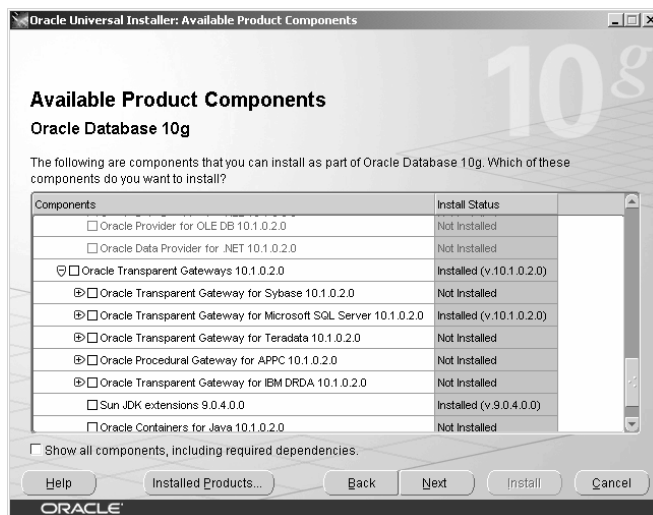 Oracle Universal Installer: Available Product Components
10g
Available Product Components
Oracle Database 10g
The following are components that you can install as part of Oracle Database 10g. Which of these
components do you want to install?
Components Install Status
Oracle Provider for OLE DB 10.1.0.2.0 Not Installed
Oracle Data Provider for .NET 10.1.0.2.0 Not Installed
Oracle Transparent Gateways 10.1.0.2.0 Installed (v.10.1.0.2.0)
Oracle Transparent Gateway for Sybase 10.1.0.2.0 Not Installed
Oracle Transparent Gateway for Microsoft SQL Server 10.1.0.2.0 Installed (v.10.1.0.2.0)
Oracle Transparent Gateway for Teradata 10.1.0.2.0 Not Installed
Oracle Procedural Gateway for APPC 10.1.0.2.0 Not Installed
Oracle Transparent Gateway for IBM DRDA 10.1.0.2.0 Not Installed
Sun JDK extensions 9.0.4.0.0 Installed (v.9.0.4.0.0)
Oracle Containers for Java 10.1.0.2.0 Not Installed
Show all components, including required dependencies.
Help Installed Products... Back Next Install Cancel
ORACLE